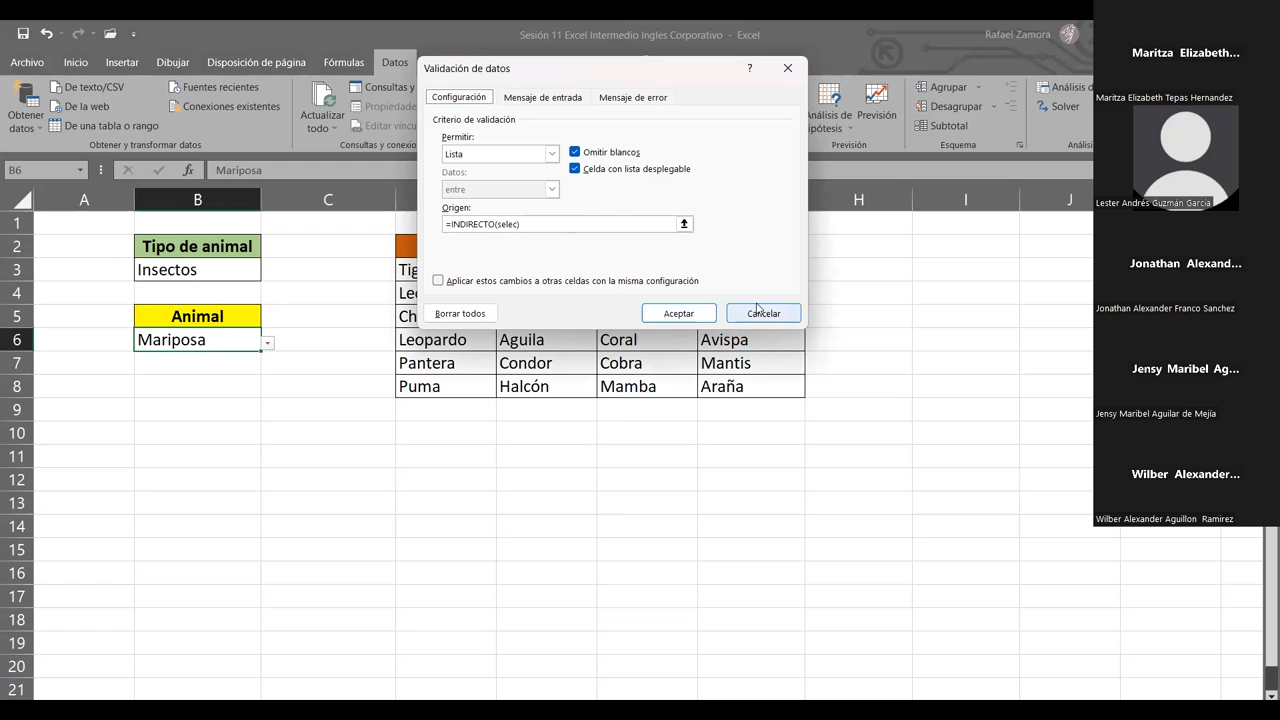 Sesión 11 Excel Intermedio Ingles Corporativo - Excel
Rafael Zamora
Archivo Inicio Insertar Dibujar Disposición de página Fórmulas Datos
Obtener datos
De texto/CSV
De la web
De una tabla o rango
Fuentes recientes
Conexiones existentes
Obtener y transformar datos
Actualizar todo
Consultas y
Propiedade
Editar víncu
Consultas y conexio
Análisis de hipótesis
Previsión
Previsión
Agrupar
Desagrupar
Subtotal
Esquema
Análisis d
Solver
Análi
B6 Mariposa
Validación de datos
?
Configuración Mensaje de entrada Mensaje de error
Criterio de validación
Permitir:
Lista
Omitir blancos
Celda con lista desplegable
Datos:
entre
Origen:
=INDIRECTO(selec)
Aplicar estos cambios a otras celdas con la misma configuración
Borrar todos Aceptar Cancelar
A B C H I J
1
2 Tipo de animal
3 Insectos Tig
4 Leo
5 Animal Ch
6 Mariposa Leopardo Aguila Coral Avispa
7 Pantera Condor Cobra Mantis
8 Puma Halcón Mamba Araña
9
10
11
12
13
14
15
16
17
18
19
20
21
Maritza Elizabeth...
Maritza Elizabeth Tepas Hernandez
Lester Andrés Guzmán García
Jonathan Alexand...
Jonathan Alexander Franco Sanchez
Jensy Maribel Ag...
Jensy Maribel Aguilar de Mejía
Wilber Alexander...
Wilber Alexander Aguillon Ramirez